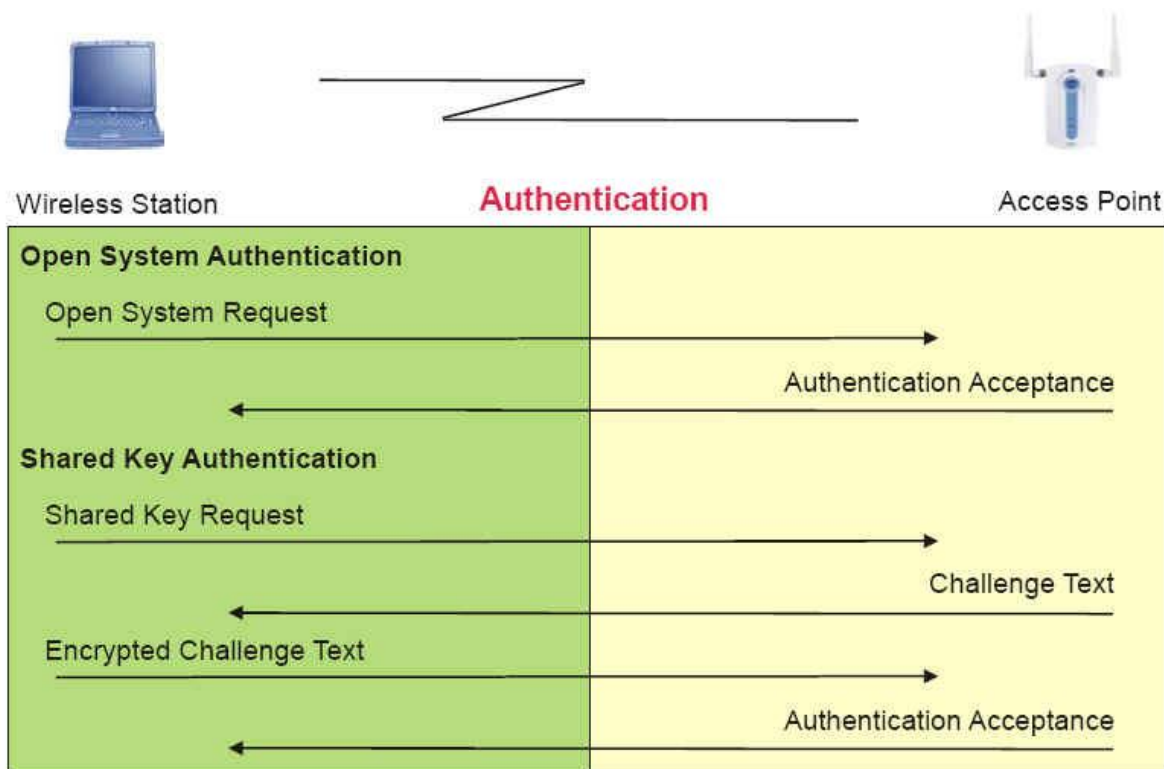 Wireless Station
Authentication
Access Point
Open System Authentication
Open System Request
Authentication Acceptance
Shared Key Authentication
Shared Key Request
Challenge Text
Encrypted Challenge Text
Authentication Acceptance